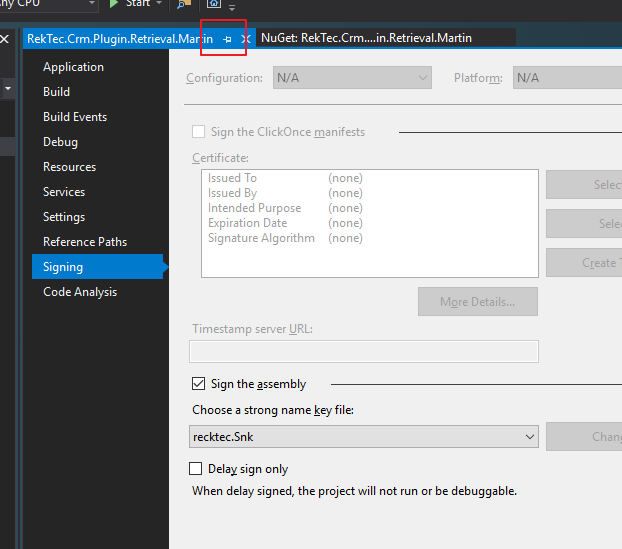 ny CPU
Start
RekTec.Crm.Plugin.Retrieval.Martin
NuGet: RekTec.Crm....in.Retrieval.Martin
Application
Build
Build Events
Debug
Resources
Services
Settings
Reference Paths
Signing
Code Analysis
Configuration: N/A
Platform: N/A
Sign the ClickOnce manifests
Certificate:
Issued To (none)
Issued By (none)
Intended Purpose (none)
Expiration Date (none)
Signature Algorithm (none)
Select
Sele
Create T
More Details...
Timestamp server URL:
Sign the assembly
Choose a strong name key file:
recktec.Snk
Chang
Delay sign only
When delay signed, the project will not run or be debuggable.